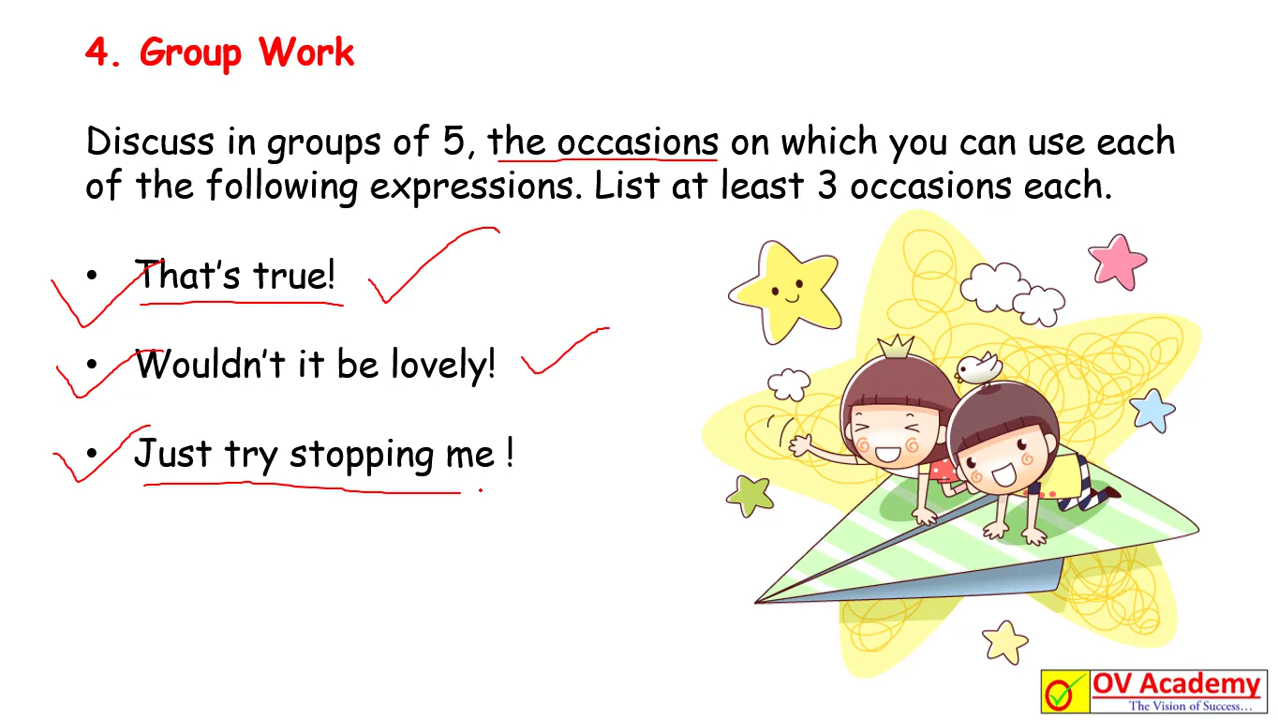 4. Group Work
Discuss in groups of 5, the occasions on which you can use each
of the following expressions. List at least 3 occasions each.
• That's true!
• Wouldn't it be lovely!
• Just try stopping me !
OV Academy
The Vision of Success...